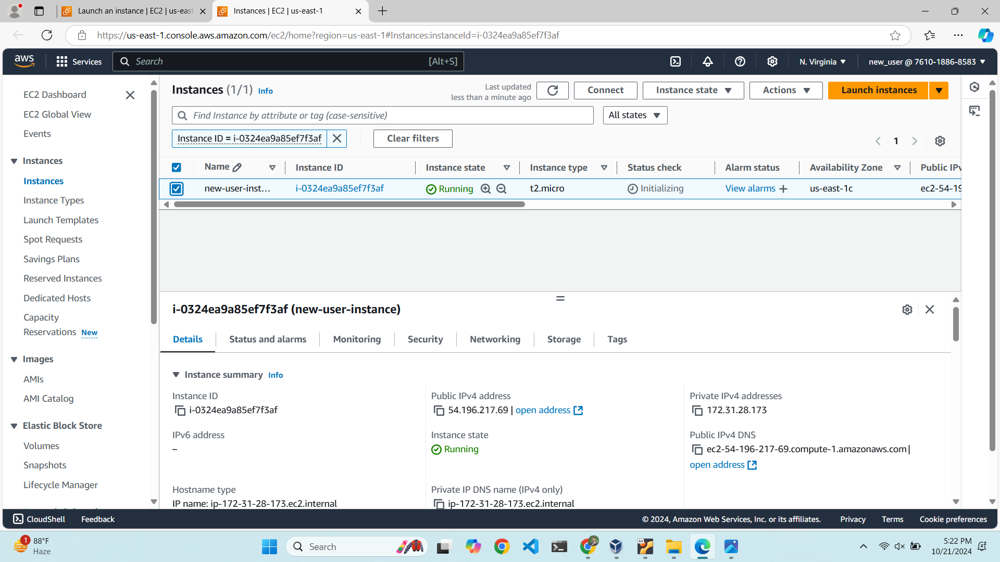 Launch an instance | EC2 | us-east
Instances | EC2 | us-east-1
https://us-east-1.console.aws.amazon.com/ec2/home?region=us-east-1#Instances:instanceId=i-0324ea9a85ef7f3af
aws
Services
Search
[Alt+S]
N. Virginia
new_user @ 7610-1886-8583
EC2 Dashboard
EC2 Global View
Events
Instances
Instances
Instance Types
Launch Templates
Spot Requests
Savings Plans
Reserved Instances
Dedicated Hosts
Capacity
Reservations New
Images
AMIs
AMI Catalog
Elastic Block Store
Volumes
Snapshots
Lifecycle Manager
Instances (1/1) Info
Last updated
less than a minute ago
Connect
Instance state
Actions
Launch instances
Find Instance by attribute or tag (case-sensitive)
All states
Instance ID = i-0324ea9a85ef7f3af
Clear filters
1
Name
Instance ID
Instance state
Instance type
Status check
Alarm status
Availability Zone
Public IPv
new-user-inst...
i-0324ea9a85ef7f3af
Running
t2.micro
Initializing
View alarms +
us-east-1c
ec2-54-19
i-0324ea9a85ef7f3af (new-user-instance)
Details
Status and alarms
Monitoring
Security
Networking
Storage
Tags
Instance summary Info
Instance ID
i-0324ea9a85ef7f3af
Public IPv4 address
54.196.217.69 | open address
Private IPv4 addresses
172.31.28.173
IPv6 address
–
Instance state
Running
Public IPv4 DNS
ec2-54-196-217-69.compute-1.amazonaws.com |
open address
Hostname type
IP name: ip-172-31-28-173.ec2.internal
Private IP DNS name (IPv4 only)
ip-172-31-28-173.ec2.internal
CloudShell
Feedback
© 2024, Amazon Web Services, Inc. or its affiliates.
Privacy
Terms
Cookie preferences
1
88°F
Haze
Search
64
5:22 PM
10/21/2024